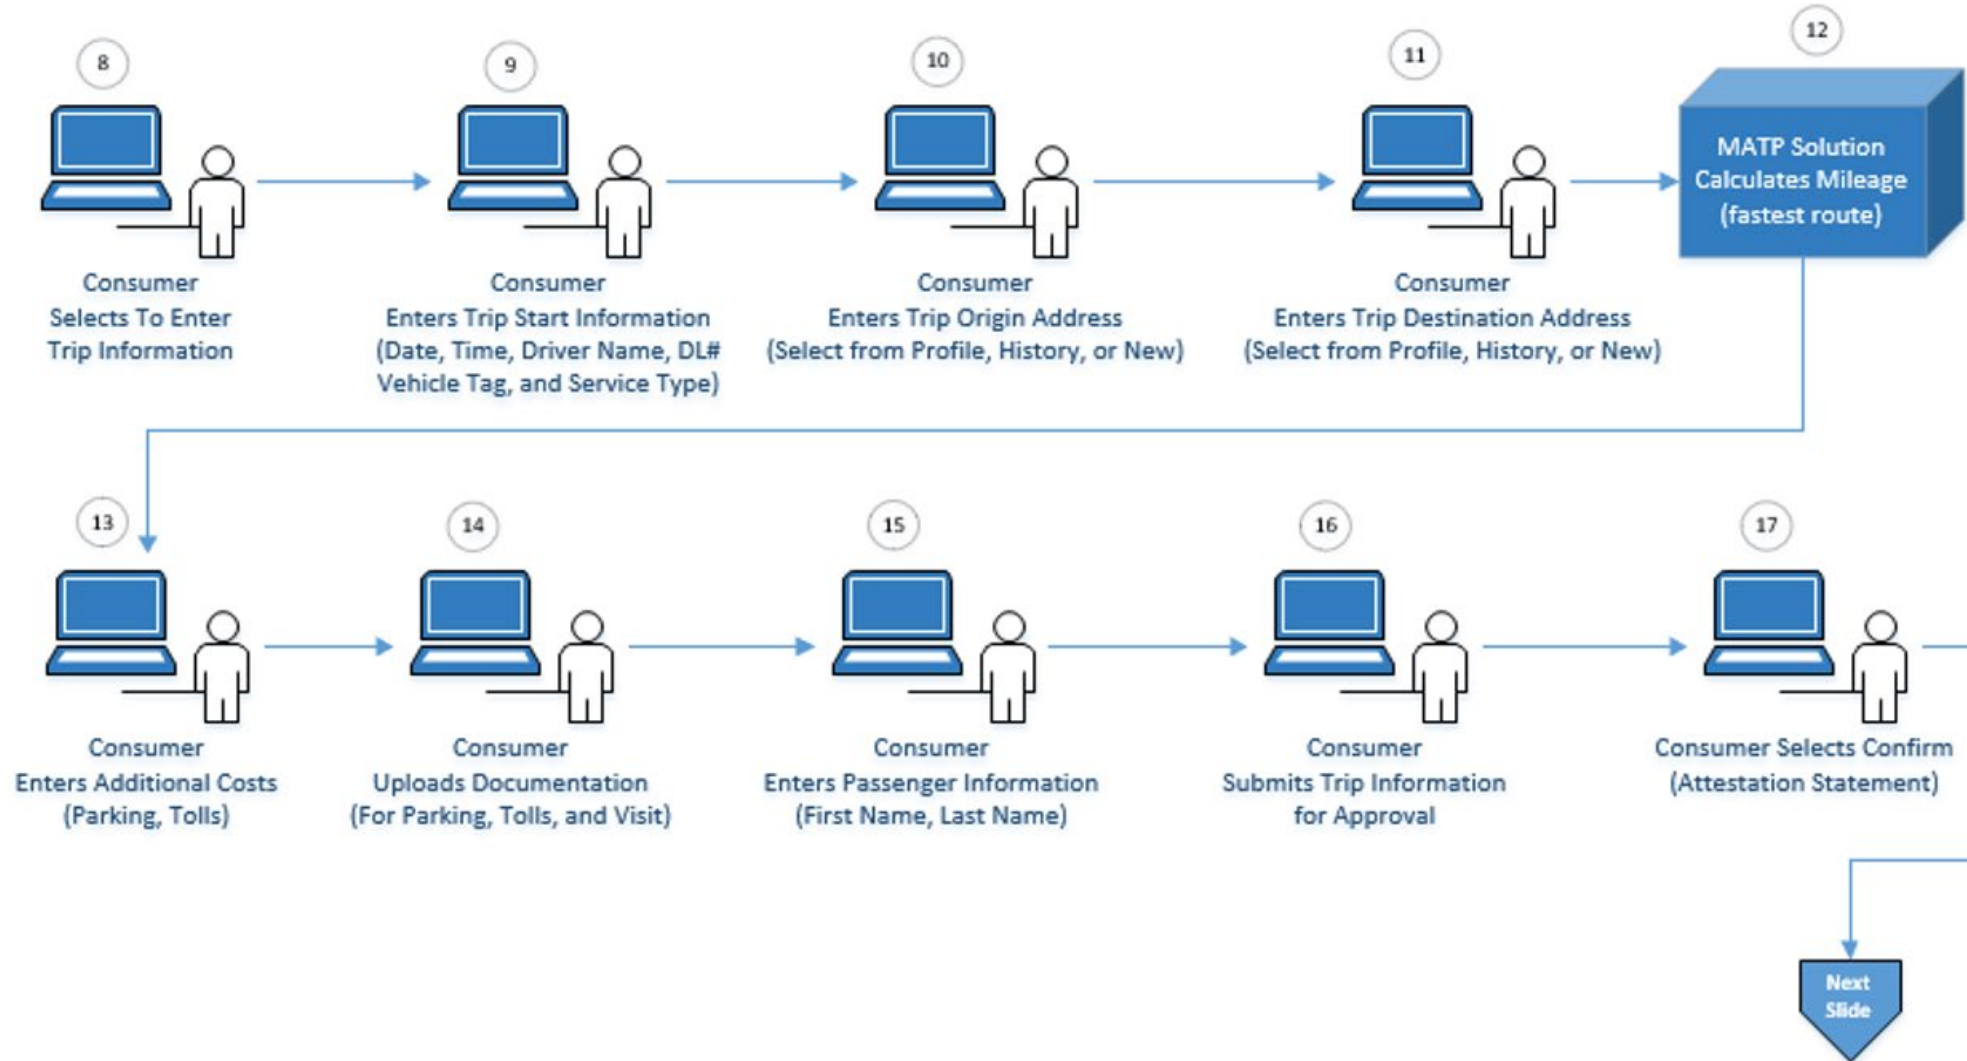 8
Consumer
Selects To Enter
Trip Information
9
Consumer
Enters Trip Start Information
(Date, Time, Driver Name, DL#
Vehicle Tag, and Service Type)
10
Consumer
Enters Trip Origin Address
(Select from Profile, History, or New)
11
Consumer
Enters Trip Destination Address
(Select from Profile, History, or New)
12
MATP Solution
Calculates Mileage
(fastest route)
13
Consumer
Enters Additional Costs
(Parking, Tolls)
14
Consumer
Uploads Documentation
(For Parking, Tolls, and Visit)
15
Consumer
Enters Passenger Information
(First Name, Last Name)
16
Consumer
Submits Trip Information
for Approval
17
Consumer Selects Confirm
(Attestation Statement)
Next
Slide